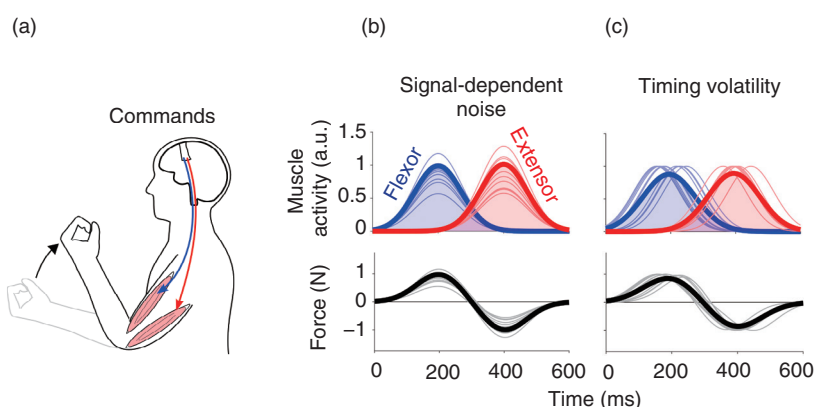 (a)
Commands
(b)
Signal-dependent
noise
Muscle
activity (a.u.)
1.5
1
0.5
0
Flexor
Extensor
Force (N)
1
0
−1
0
200
400
600
(c)
Timing volatility
0
200
400
600
Time (ms)